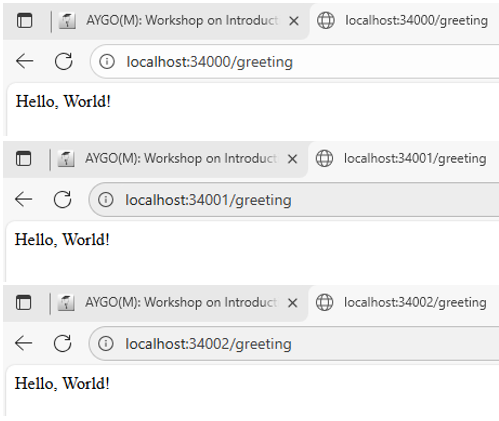 AYGO(M): Workshop on Introduct
localhost:34000/greeting
localhost:34000/greeting
Hello, World!
AYGO(M): Workshop on Introduct
localhost:34001/greeting
localhost:34001/greeting
Hello, World!
AYGO(M): Workshop on Introduct
localhost:34002/greeting
localhost:34002/greeting
Hello, World!